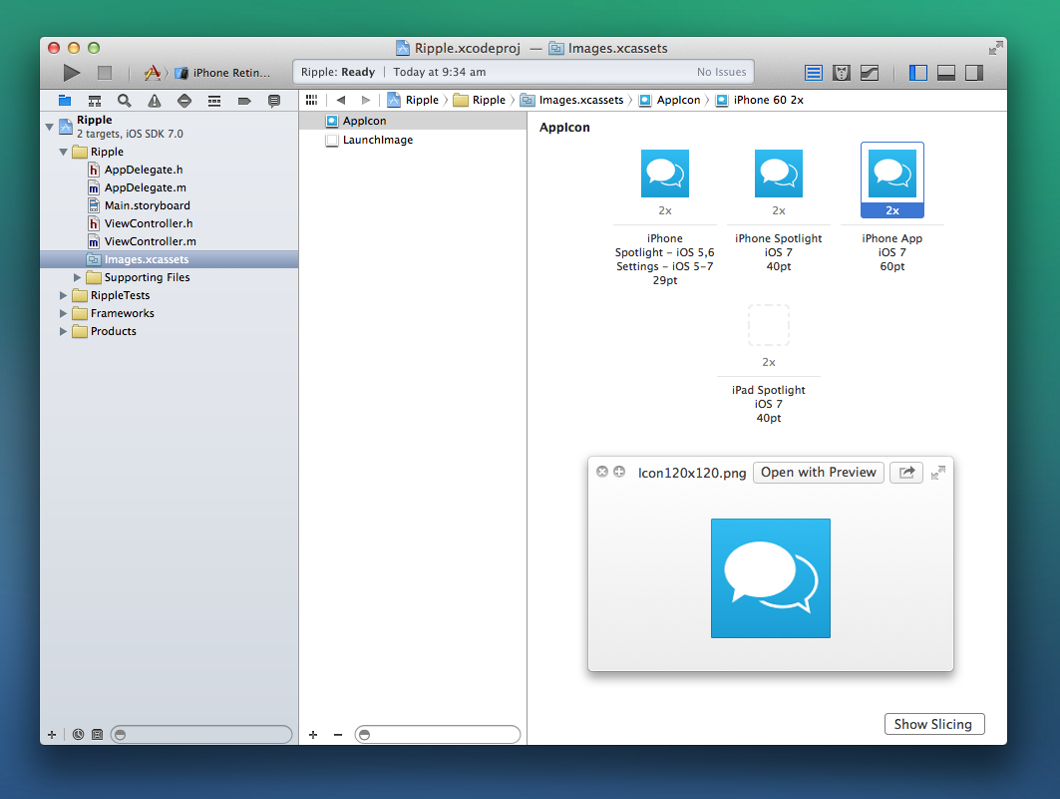 Ripple.xcodeproj — Images.xcassets
iPhone Retin...
Ripple: Ready | Today at 9:34 am
No Issues
Ripple
Ripple
Images.xcassets
AppIcon
iPhone 60 2x
Ripple
2 targets, iOS SDK 7.0
Ripple
h AppDelegate.h
m AppDelegate.m
Main.storyboard
h ViewController.h
m ViewController.m
Images.xcassets
Supporting Files
RippleTests
Frameworks
Products
AppIcon
LaunchImage
AppIcon
2x
iPhone
Spotlight – iOS 5,6
Settings – iOS 5–7
29pt
2x
iPhone Spotlight
iOS 7
40pt
2x
iPhone App
iOS 7
60pt
2x
iPad Spotlight
iOS 7
40pt
Icon120x120.png
Open with Preview
Show Slicing